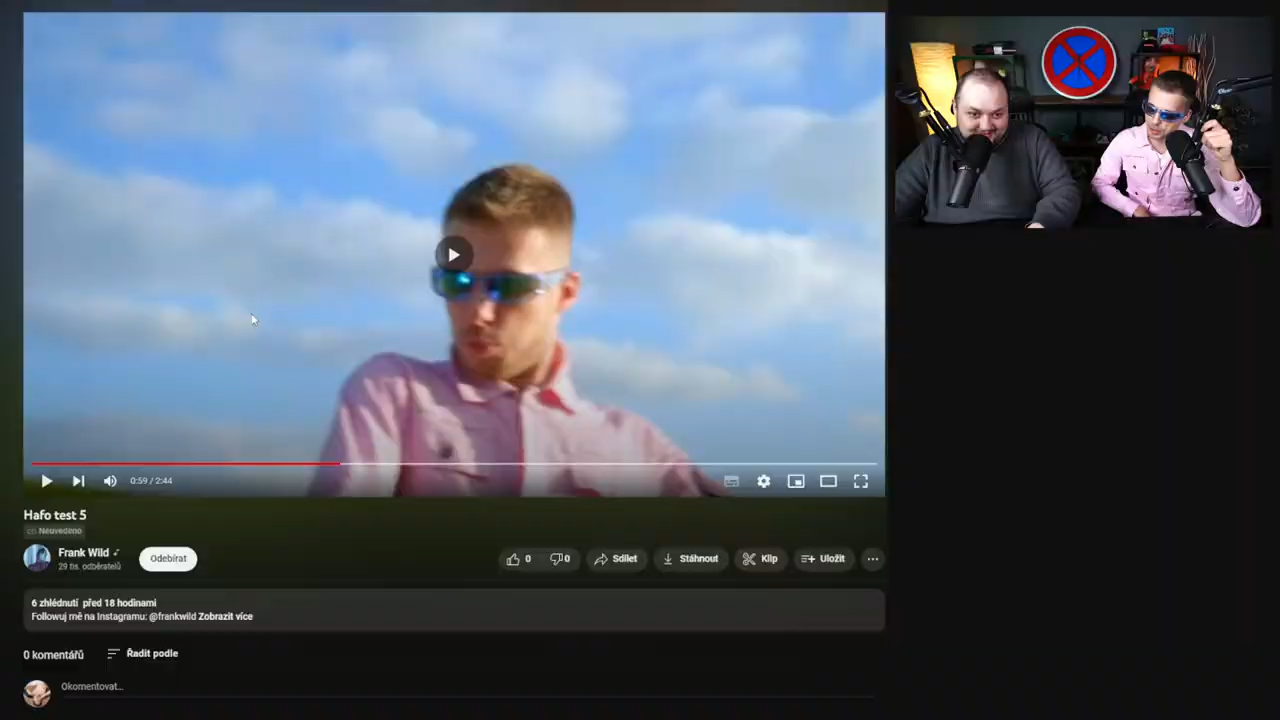 0:59 / 2:44
Hafo test 5
Neuvedeno
Frank Wild
29 tis. odběratelů
Odebírat
0
0
Sdílet
Stáhnout
Klip
Uložit
6 zhlédnutí před 18 hodinami
Followuj mě na Instagramu: @frankwild Zobrazit více
0 komentářů
Řadit podle
Okomentovat...